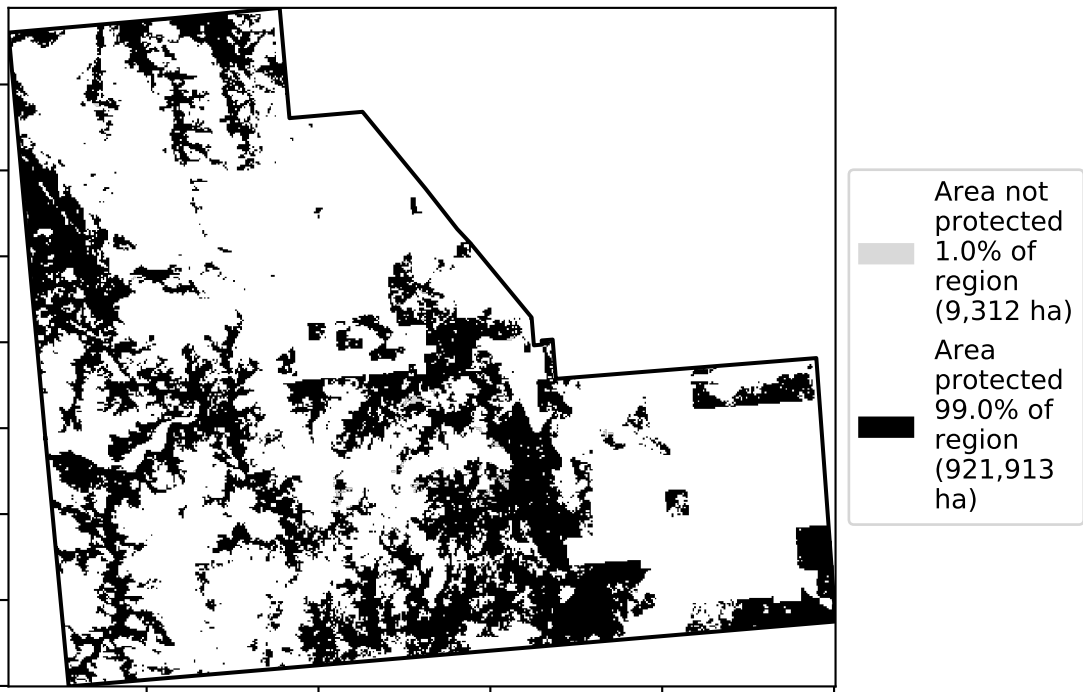 Area not
protected
1.0% of
region
(9,312 ha)
Area
protected
99.0% of
region
(921,913
ha)